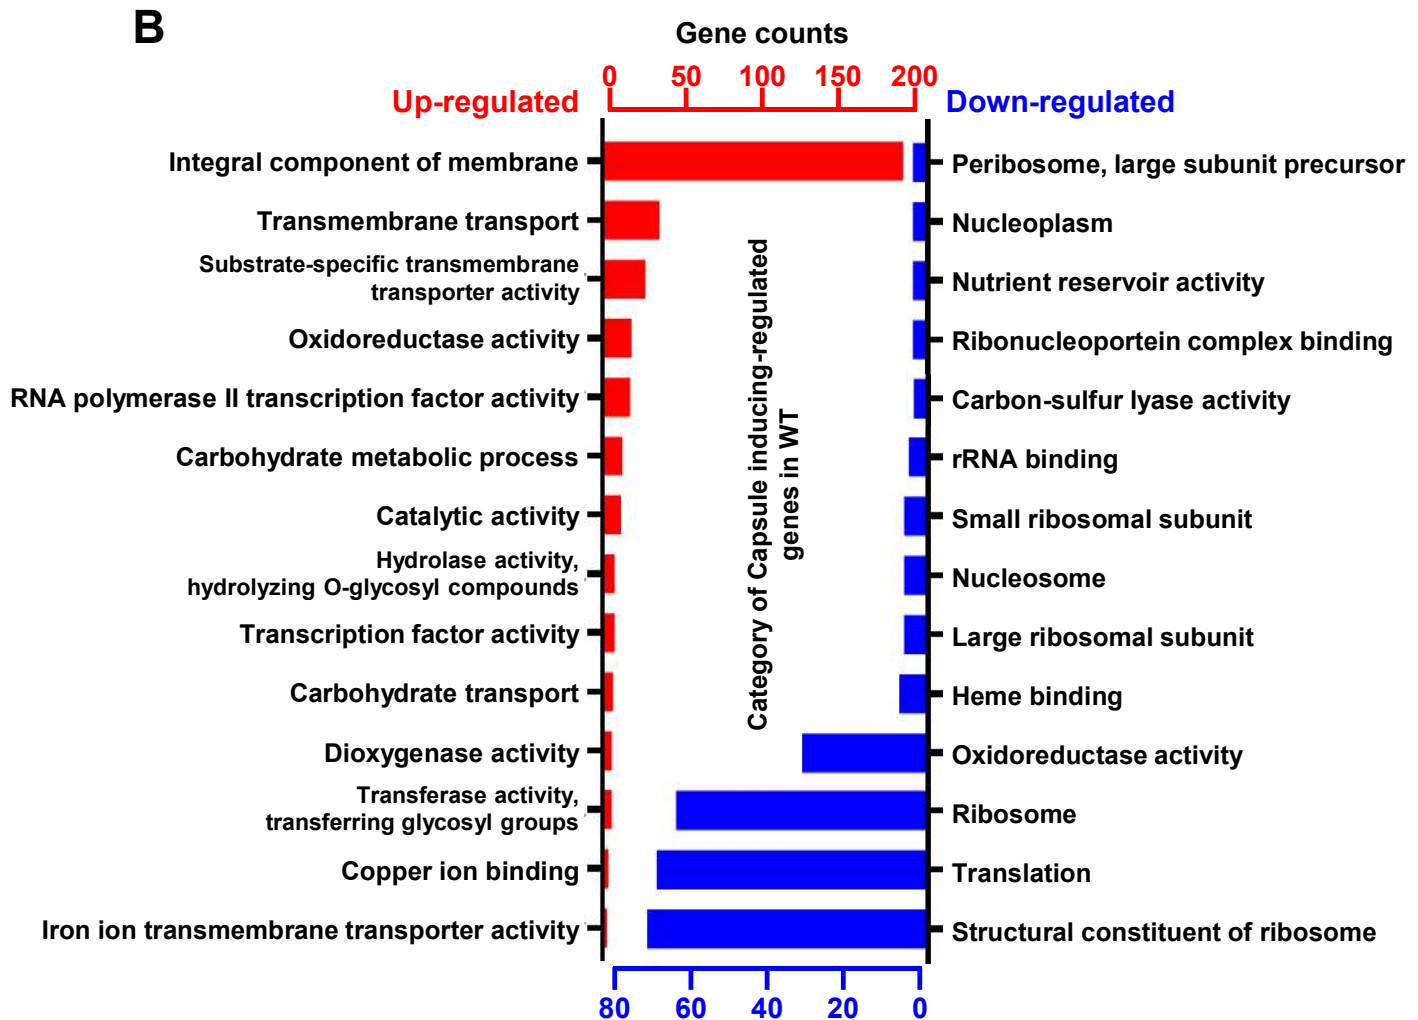 B
Gene counts
0 50 100 150 200
Up-regulated
Down-regulated
Integral component of membrane
Transmembrane transport
Substrate-specific transmembrane
transporter activity
Oxidoreductase activity
RNA polymerase II transcription factor activity
Carbohydrate metabolic process
Catalytic activity
Hydrolase activity,
hydrolyzing O-glycosyl compounds
Transcription factor activity
Carbohydrate transport
Dioxygenase activity
Transferase activity,
transferring glycosyl groups
Copper ion binding
Iron ion transmembrane transporter activity
Category of Capsule inducing-regulated
genes in WT
Peribosome, large subunit precursor
Nucleoplasm
Nutrient reservoir activity
Ribonucleoportein complex binding
Carbon-sulfur lyase activity
rRNA binding
Small ribosomal subunit
Nucleosome
Large ribosomal subunit
Heme binding
Oxidoreductase activity
Ribosome
Translation
Structural constituent of ribosome
80 60 40 20 0